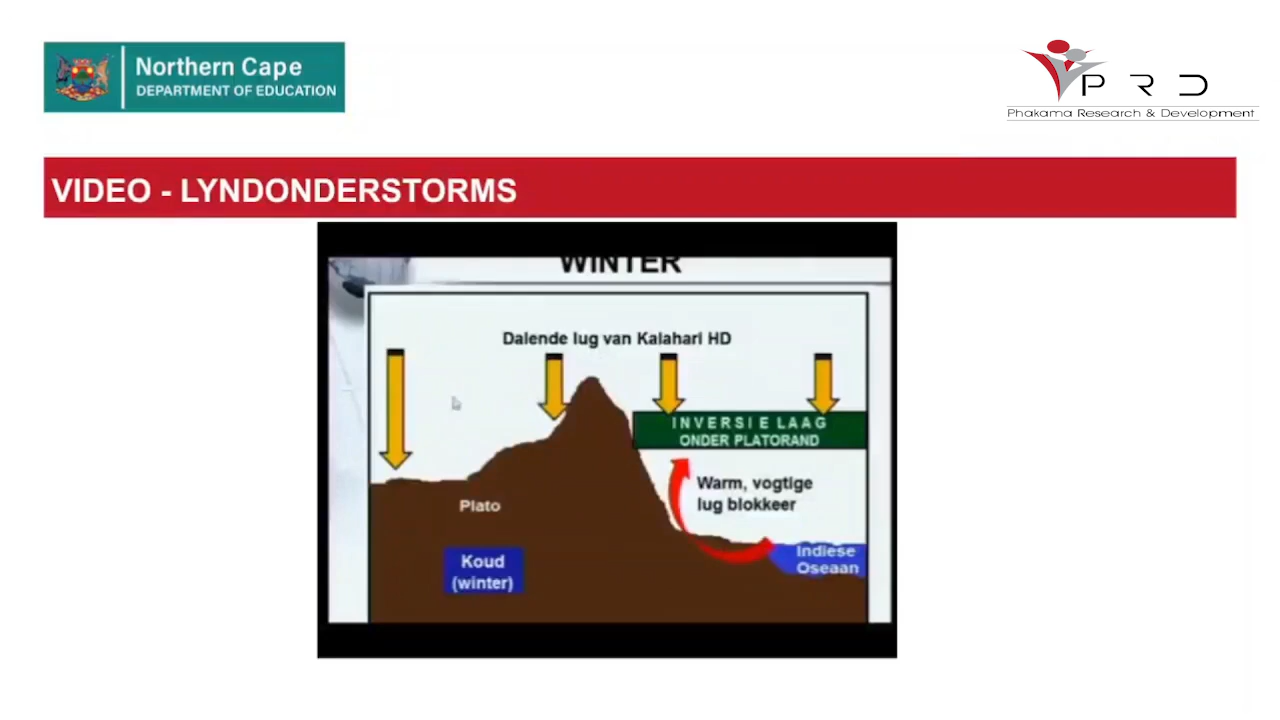 Northern Cape
DEPARTMENT OF EDUCATION
PRD
Phakama Research & Development
VIDEO - LYNDONDERSTORMS
WINTER
Dalende lug van Kalahari HD
INVERSIE LAAG
ONDER PLATORAND
Warm, vogtige
lug blokkeer
Plato
Indiese
Oseaan
Koud
(winter)